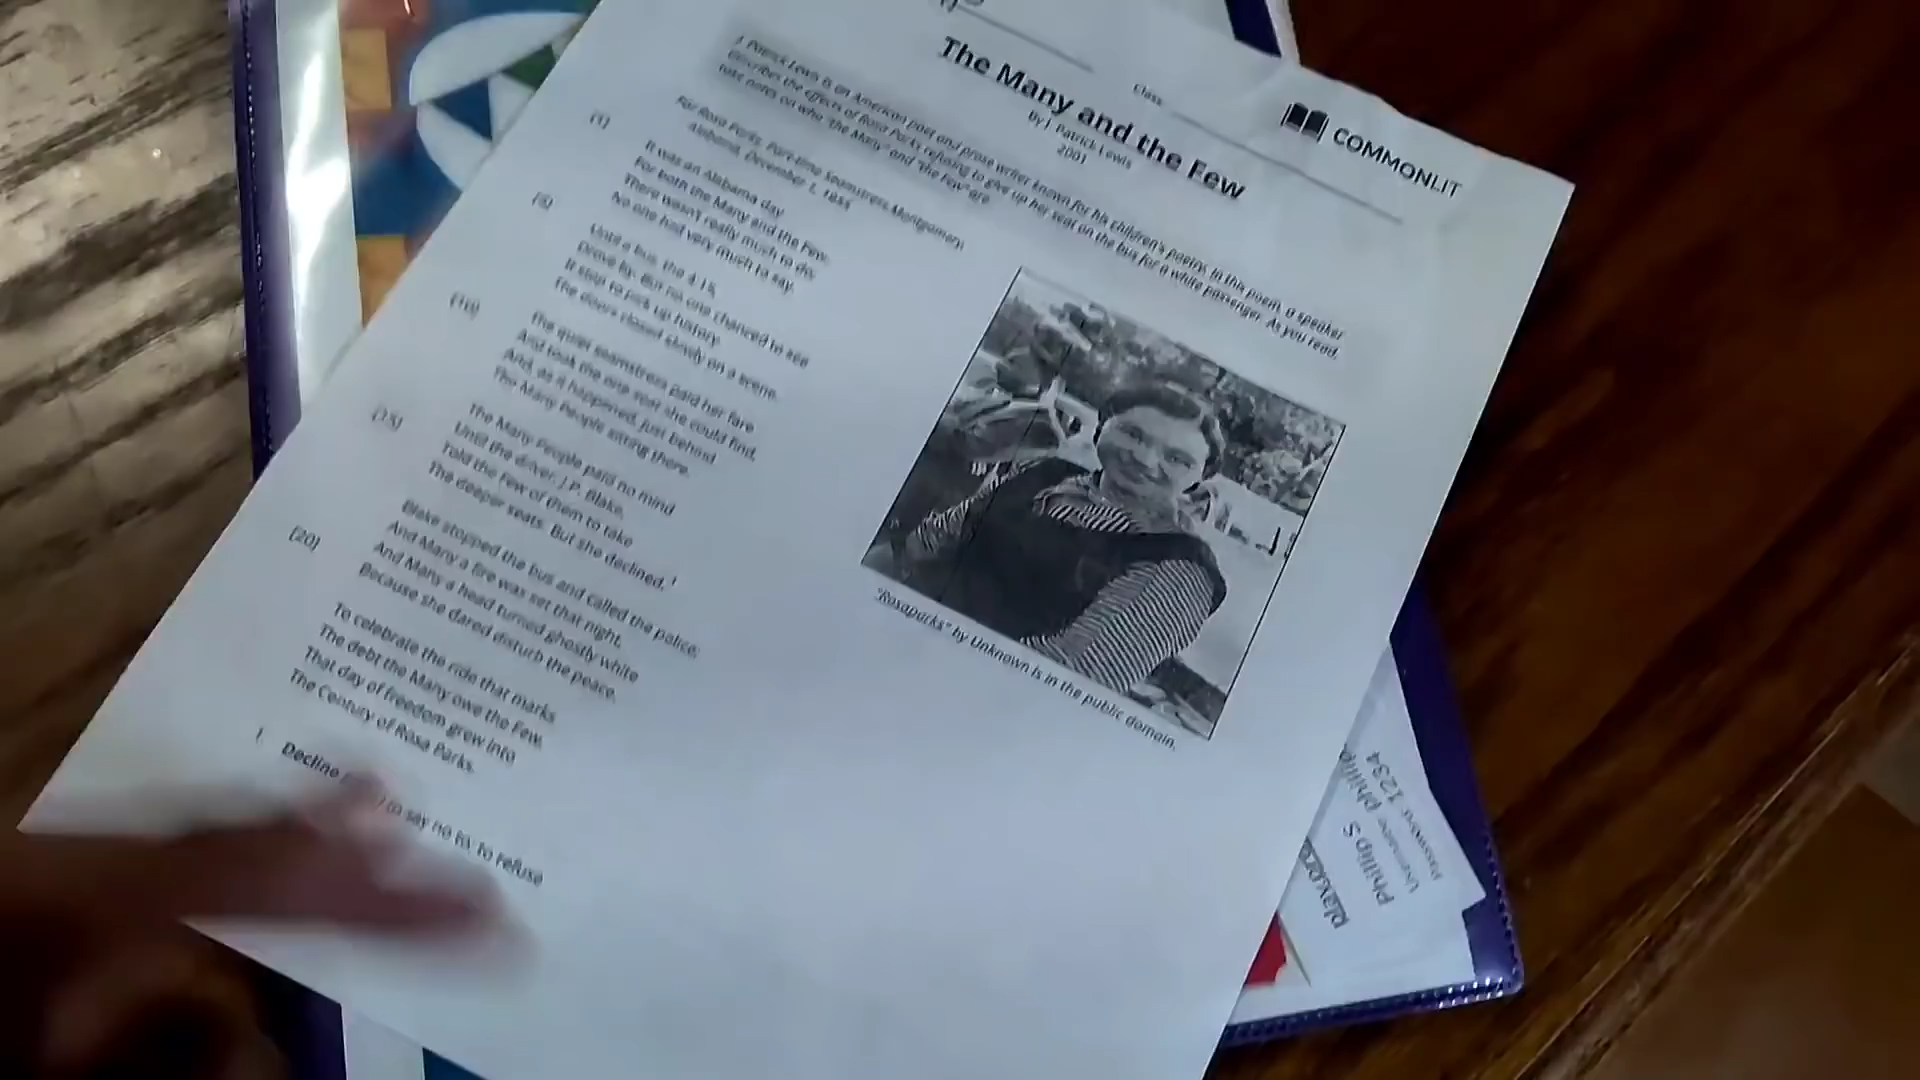 COMMONLIT
Class
The Many and the Few
By J. Patrick Lewis
2001
J. Patrick Lewis is an American poet and prose writer known for his children's poetry. In this poem, a speaker
describes the effects of Rosa Parks refusing to give up her seat on the bus for a white passenger. As you read,
take notes on who "the Many" and "the Few" are.
For Rosa Parks, Part-time Seamstress Montgomery,
Alabama, December 1, 1955
[1]
It was an Alabama day
For both the Many and the Few.
There wasn't really much to do;
No one had very much to say.
[5]
Until a bus, the 4:15,
Drove by. But no one chanced to see
It stop to pick up history.
The doors closed slowly on a scene.
[10]
The quiet seamstress paid her fare
And took the one seat she could find,
And, as it happened, just behind
The Many People sitting there.
[15]
The Many People paid no mind
Until the driver, J.P. Blake,
Told the Few of them to take
The deeper seats. But she declined.1
Blake stopped the bus and called the police;
And Many a fire was set that night,
And Many a head turned ghostly white
[20]
Because she dared disturb the peace.
To celebrate the ride that marks
The debt the Many owe the Few,
That day of freedom grew into
The Century of Rosa Parks.
"Rosaparks" by Unknown is in the public domain.
1. Decline to say no to; to refuse
Phillip S
Username
Password: 1234